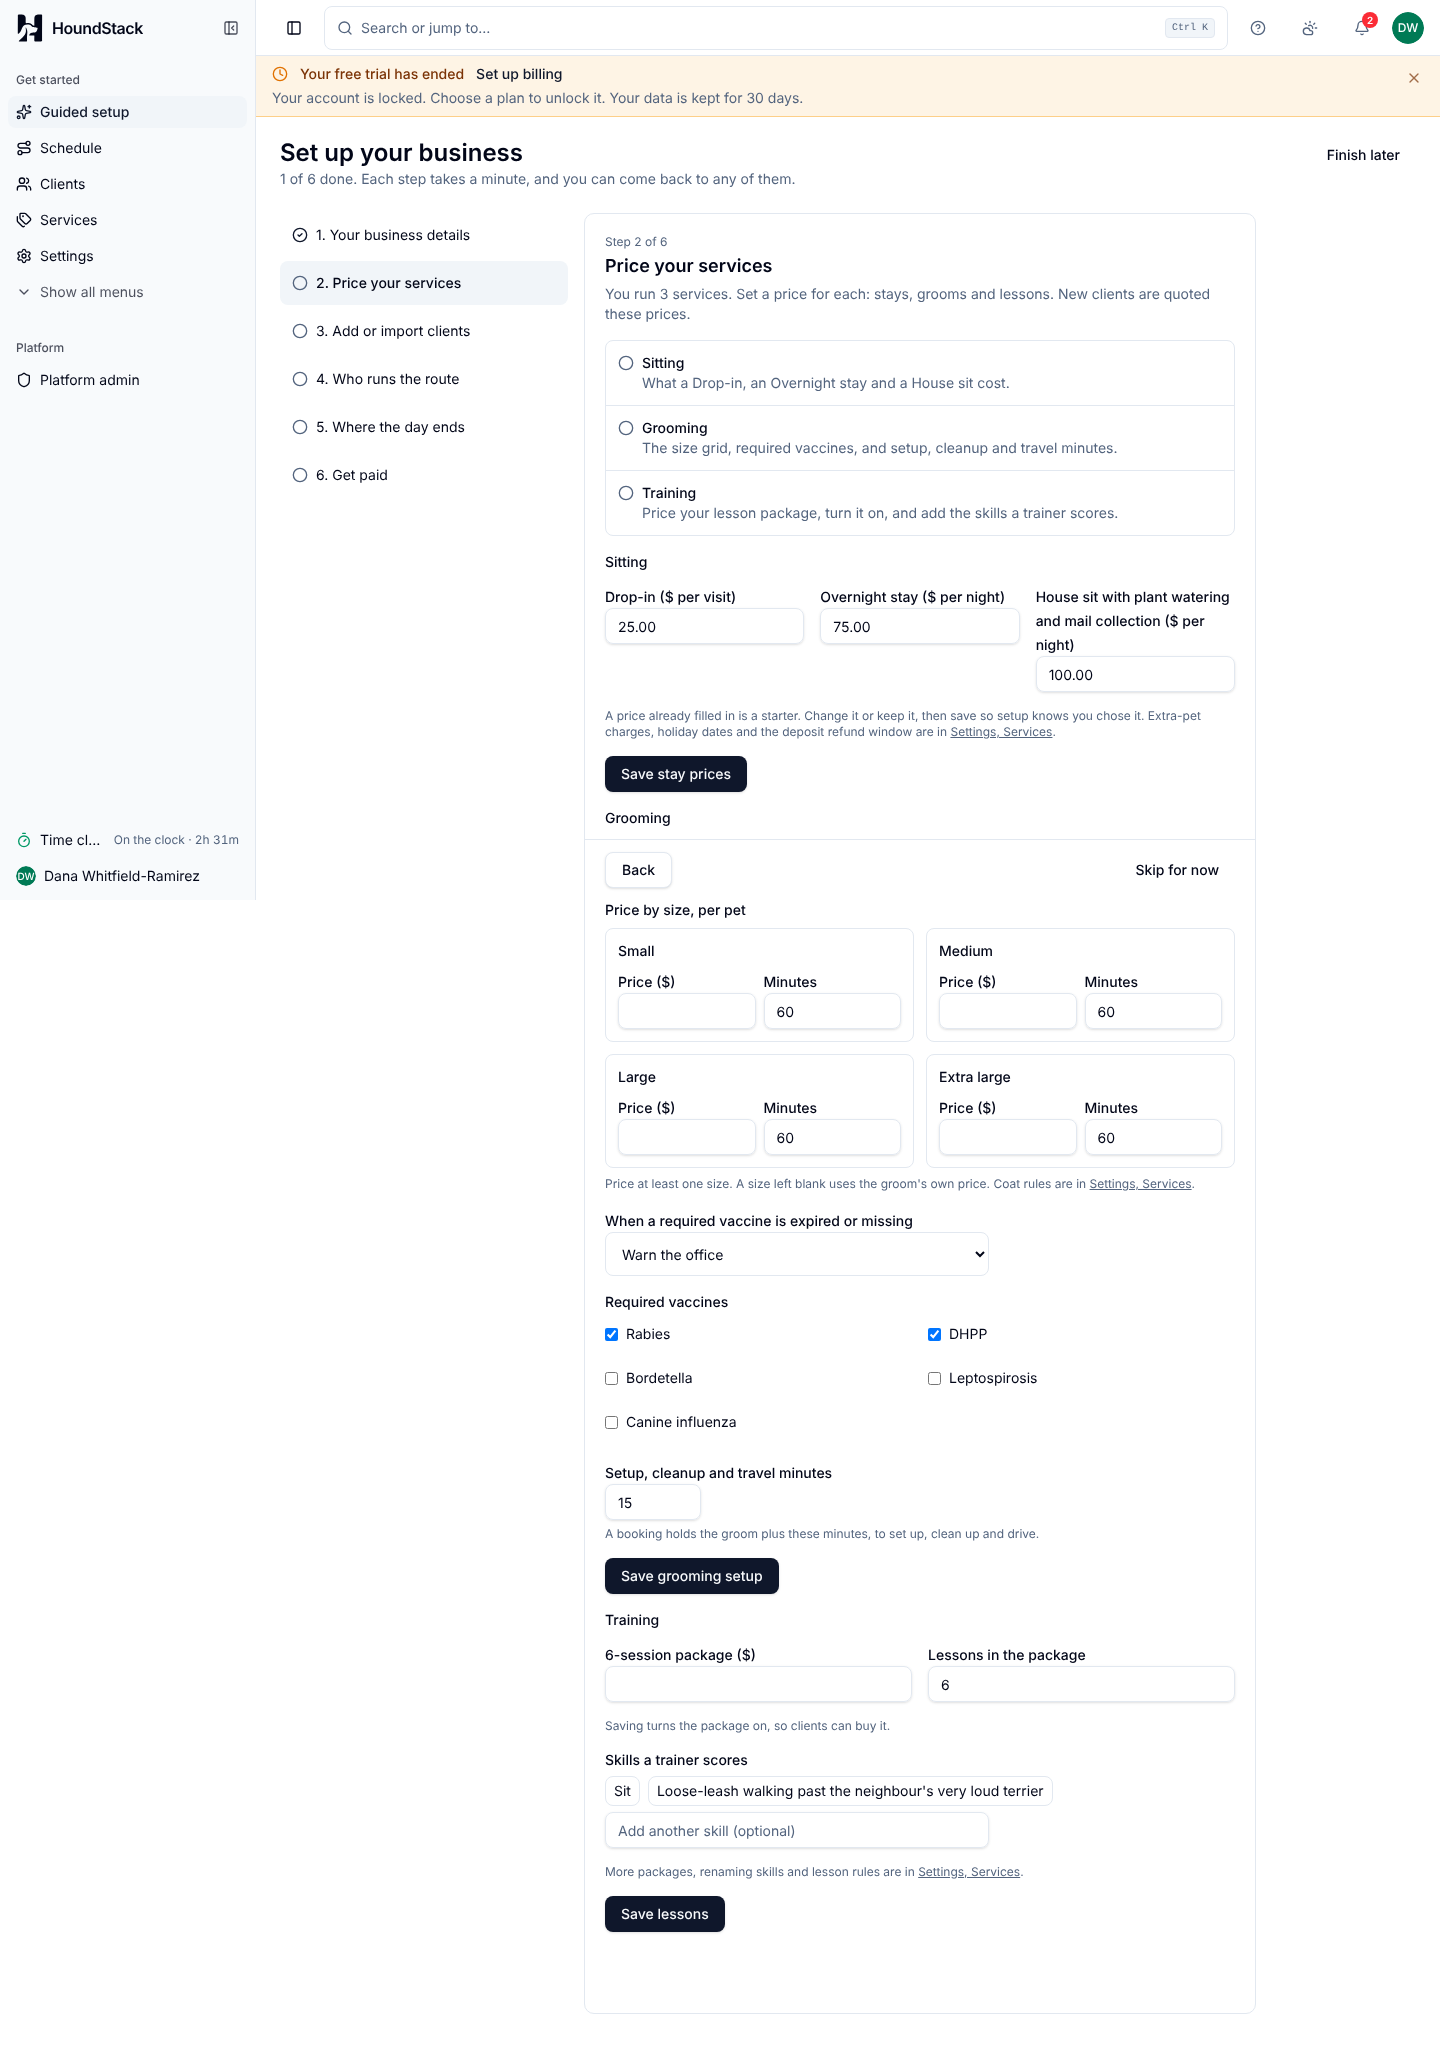 HoundStack
Search or jump to...
Ctrl K
2
DW
Get started
Guided setup
Schedule
Clients
Services
Settings
Show all menus
Platform
Platform admin
Time cl...
On the clock · 2h 31m
DW
Dana Whitfield-Ramirez
Your free trial has ended
Set up billing
Your account is locked. Choose a plan to unlock it. Your data is kept for 30 days.
Set up your business
Finish later
1 of 6 done. Each step takes a minute, and you can come back to any of them.
1. Your business details
2. Price your services
3. Add or import clients
4. Who runs the route
5. Where the day ends
6. Get paid
Step 2 of 6
Price your services
You run 3 services. Set a price for each: stays, grooms and lessons. New clients are quoted
these prices.
Sitting
What a Drop-in, an Overnight stay and a House sit cost.
Grooming
The size grid, required vaccines, and setup, cleanup and travel minutes.
Training
Price your lesson package, turn it on, and add the skills a trainer scores.
Sitting
Drop-in ($ per visit)
25.00
Overnight stay ($ per night)
75.00
House sit with plant watering
and mail collection ($ per
night)
100.00
A price already filled in is a starter. Change it or keep it, then save so setup knows you chose it. Extra-pet
charges, holiday dates and the deposit refund window are in Settings, Services.
Save stay prices
Grooming
Back
Skip for now
Price by size, per pet
Small
Price ($)
Minutes
60
Medium
Price ($)
Minutes
60
Large
Price ($)
Minutes
60
Extra large
Price ($)
Minutes
60
Price at least one size. A size left blank uses the groom's own price. Coat rules are in Settings, Services.
When a required vaccine is expired or missing
Warn the office
Required vaccines
Rabies
DHPP
Bordetella
Leptospirosis
Canine influenza
Setup, cleanup and travel minutes
15
A booking holds the groom plus these minutes, to set up, clean up and drive.
Save grooming setup
Training
6-session package ($)
Lessons in the package
6
Saving turns the package on, so clients can buy it.
Skills a trainer scores
Sit
Loose-leash walking past the neighbour's very loud terrier
Add another skill (optional)
More packages, renaming skills and lesson rules are in Settings, Services.
Save lessons